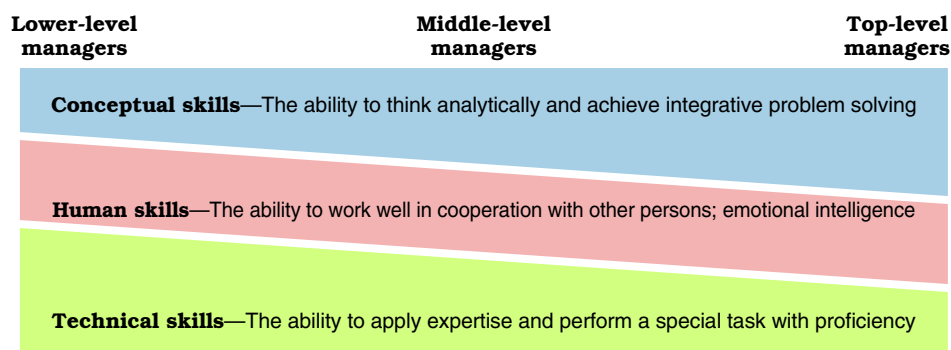 Lower-level
managers
Middle-level
managers
Top-level
managers
Conceptual skills—The ability to think analytically and achieve integrative problem solving
Human skills—The ability to work well in cooperation with other persons; emotional intelligence
Technical skills—The ability to apply expertise and perform a special task with proficiency